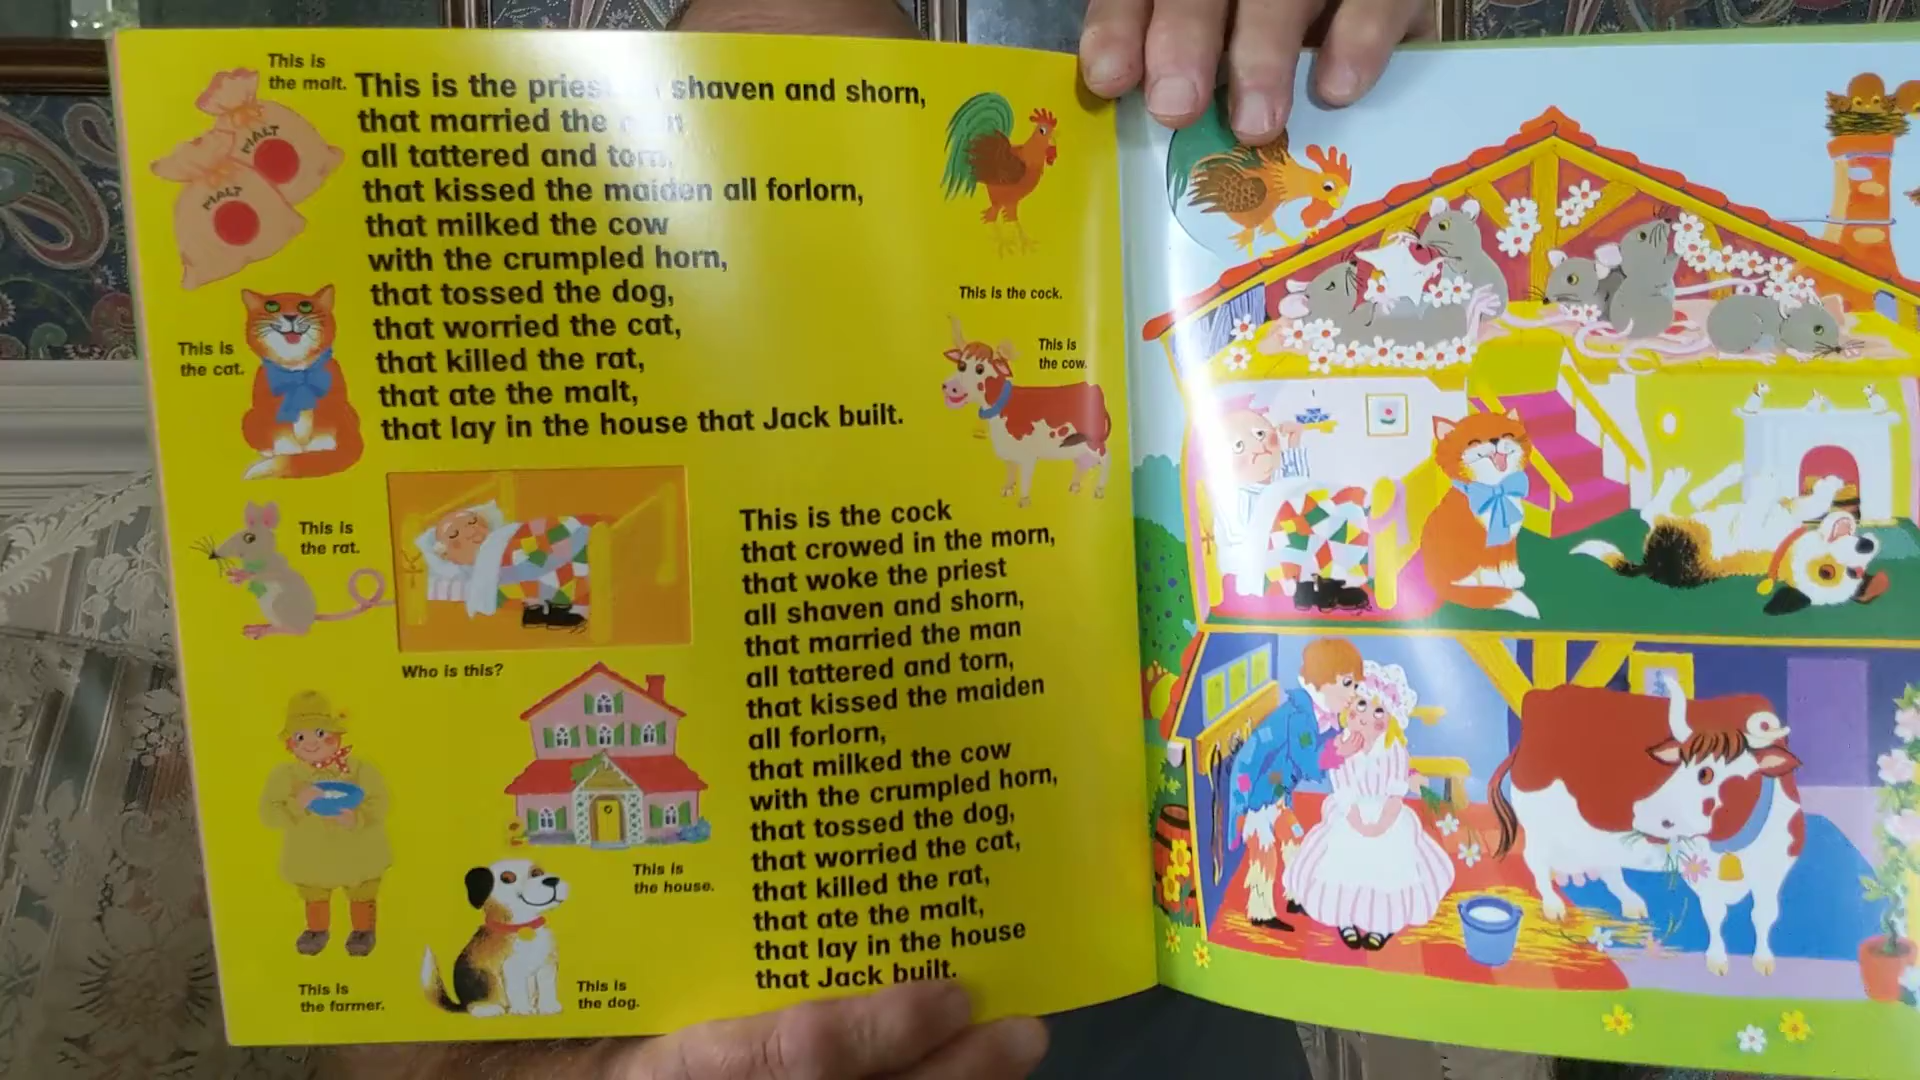 This is
the malt.
MALT
MALT
This is the priest shaven and shorn,
that married the
all tattered and torn,
that kissed the maiden all forlorn,
that milked the cow
with the crumpled horn,
that tossed the dog,
that worried the cat,
that killed the rat,
that ate the malt,
that lay in the house that Jack built.
This is the cock.
This is
the cow.
This is
the cat.
This is
the rat.
Who is this?
This is
the farmer.
This is
the house.
This is
the dog.
This is the cock
that crowed in the morn,
that woke the priest
all shaven and shorn,
that married the man
all tattered and torn,
that kissed the maiden
all forlorn,
that milked the cow
with the crumpled horn,
that tossed the dog,
that worried the cat,
that killed the rat,
that ate the malt,
that lay in the house
that Jack built.